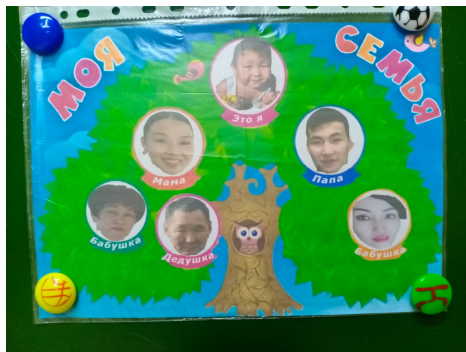 МОЯ СЕМЬЯ
Это я
Мама
Папа
Бабушка
Дедушка
Бабушка